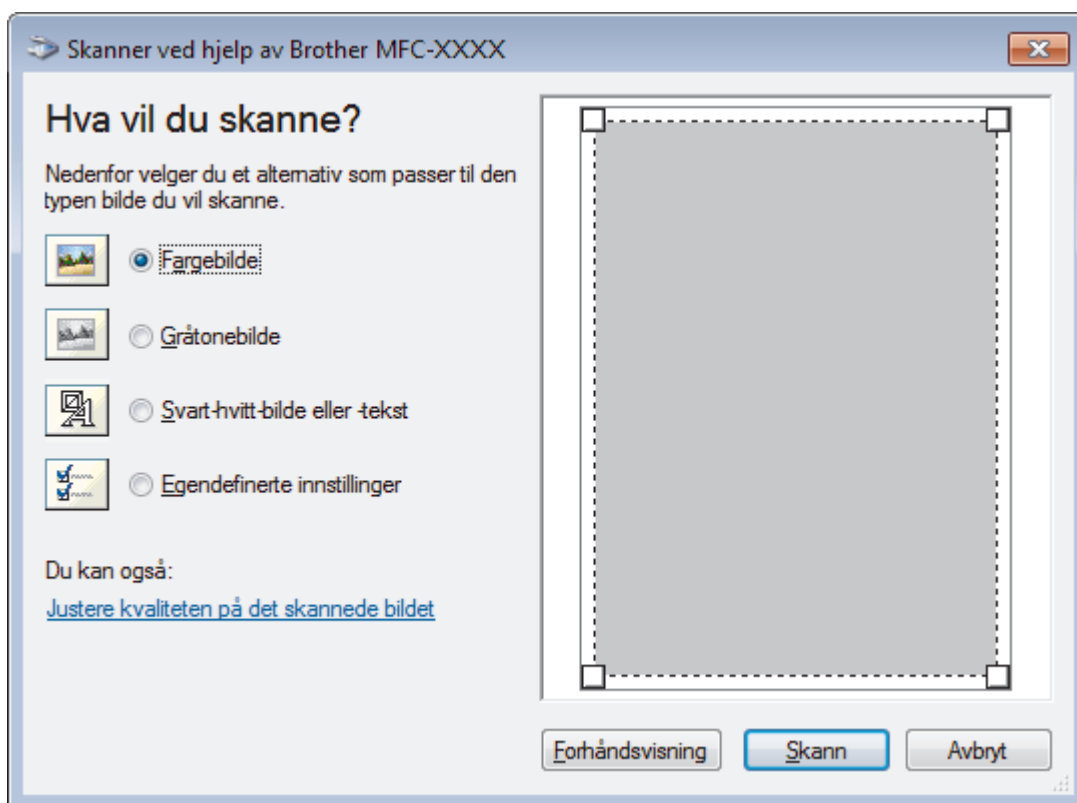 Skanner ved hjelp av Brother MFC-XXXX
Hva vil du skanne?
Nedenfor velger du et alternativ som passer til den
typen bilde du vil skanne.
Fargebilde
Gråtonebilde
Svart-hvitt-bilde eller -tekst
Egendefinerte innstillinger
Du kan også:
Justere kvaliteten på det skannede bildet
Forhåndsvisning
Skann
Avbryt